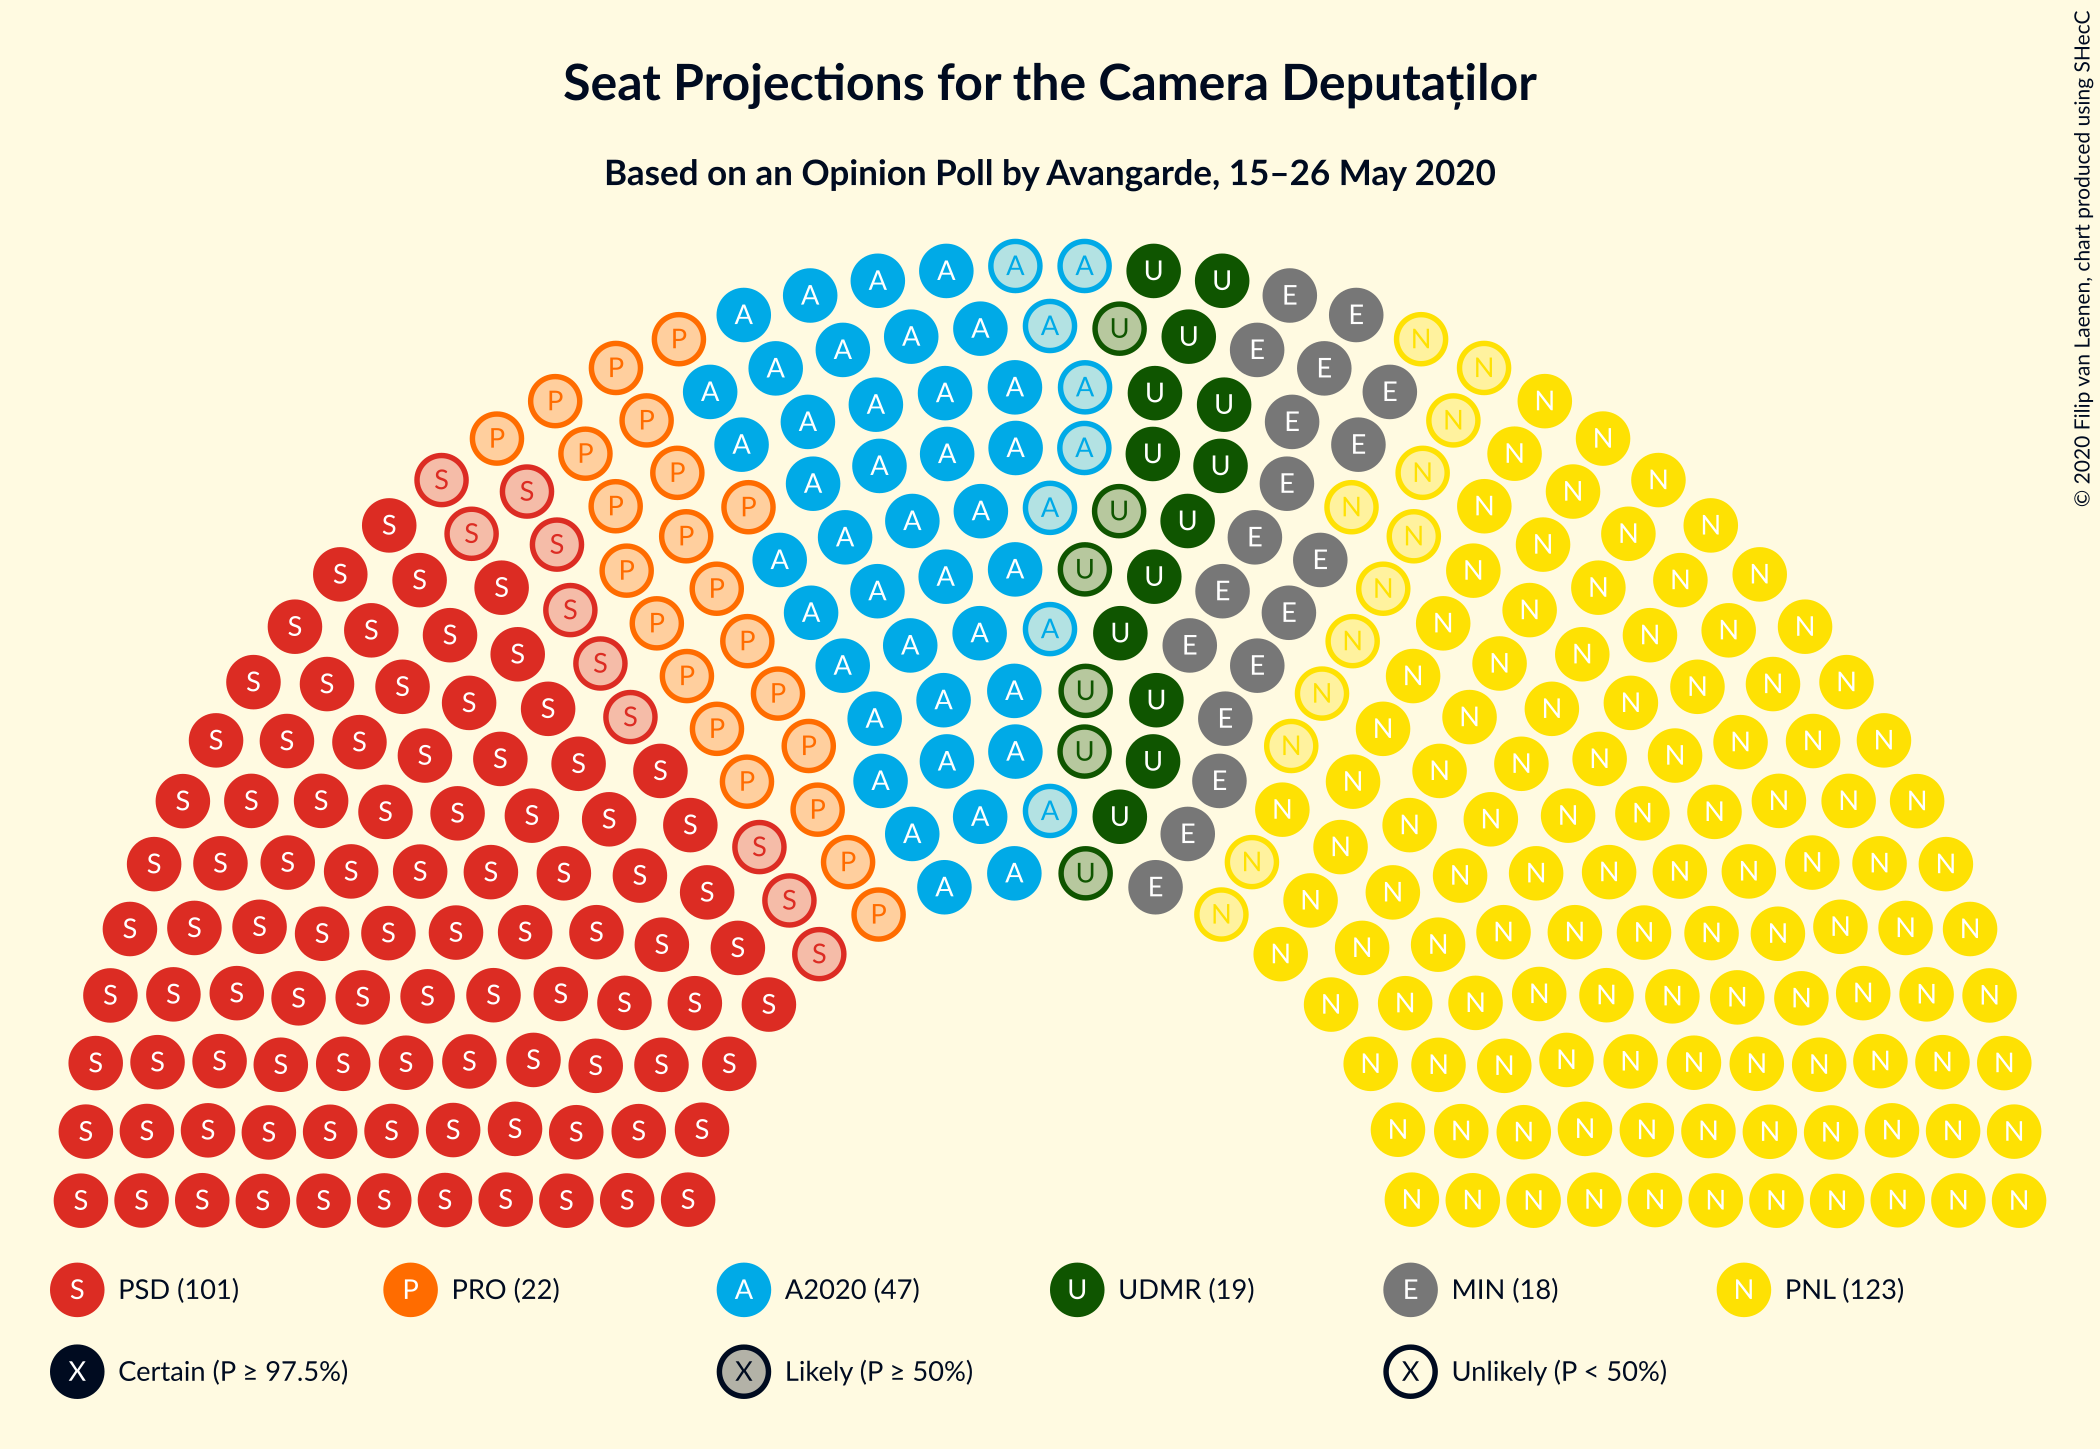 Seat Projections for the Camera Deputaților
Based on an Opinion Poll by Avangarde, 15–26 May 2020
© 2020 Filip van Laenen, chart produced using SHecC
S PSD (101) P PRO (22) A A2020 (47) U UDMR (19) E MIN (18) N PNL (123)
X Certain (P ≥ 97.5%) X Likely (P ≥ 50%) X Unlikely (P < 50%)